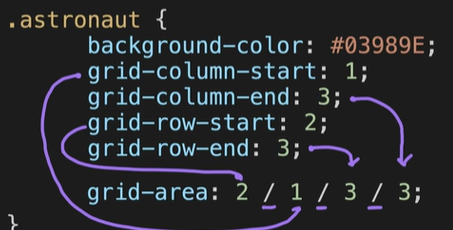 .astronaut {
background-color: #03989E;
grid-column-start: 1;
grid-column-end: 3;
grid-row-start: 2;
grid-row-end: 3;
grid-area: 2 / 1 / 3 / 3;
}